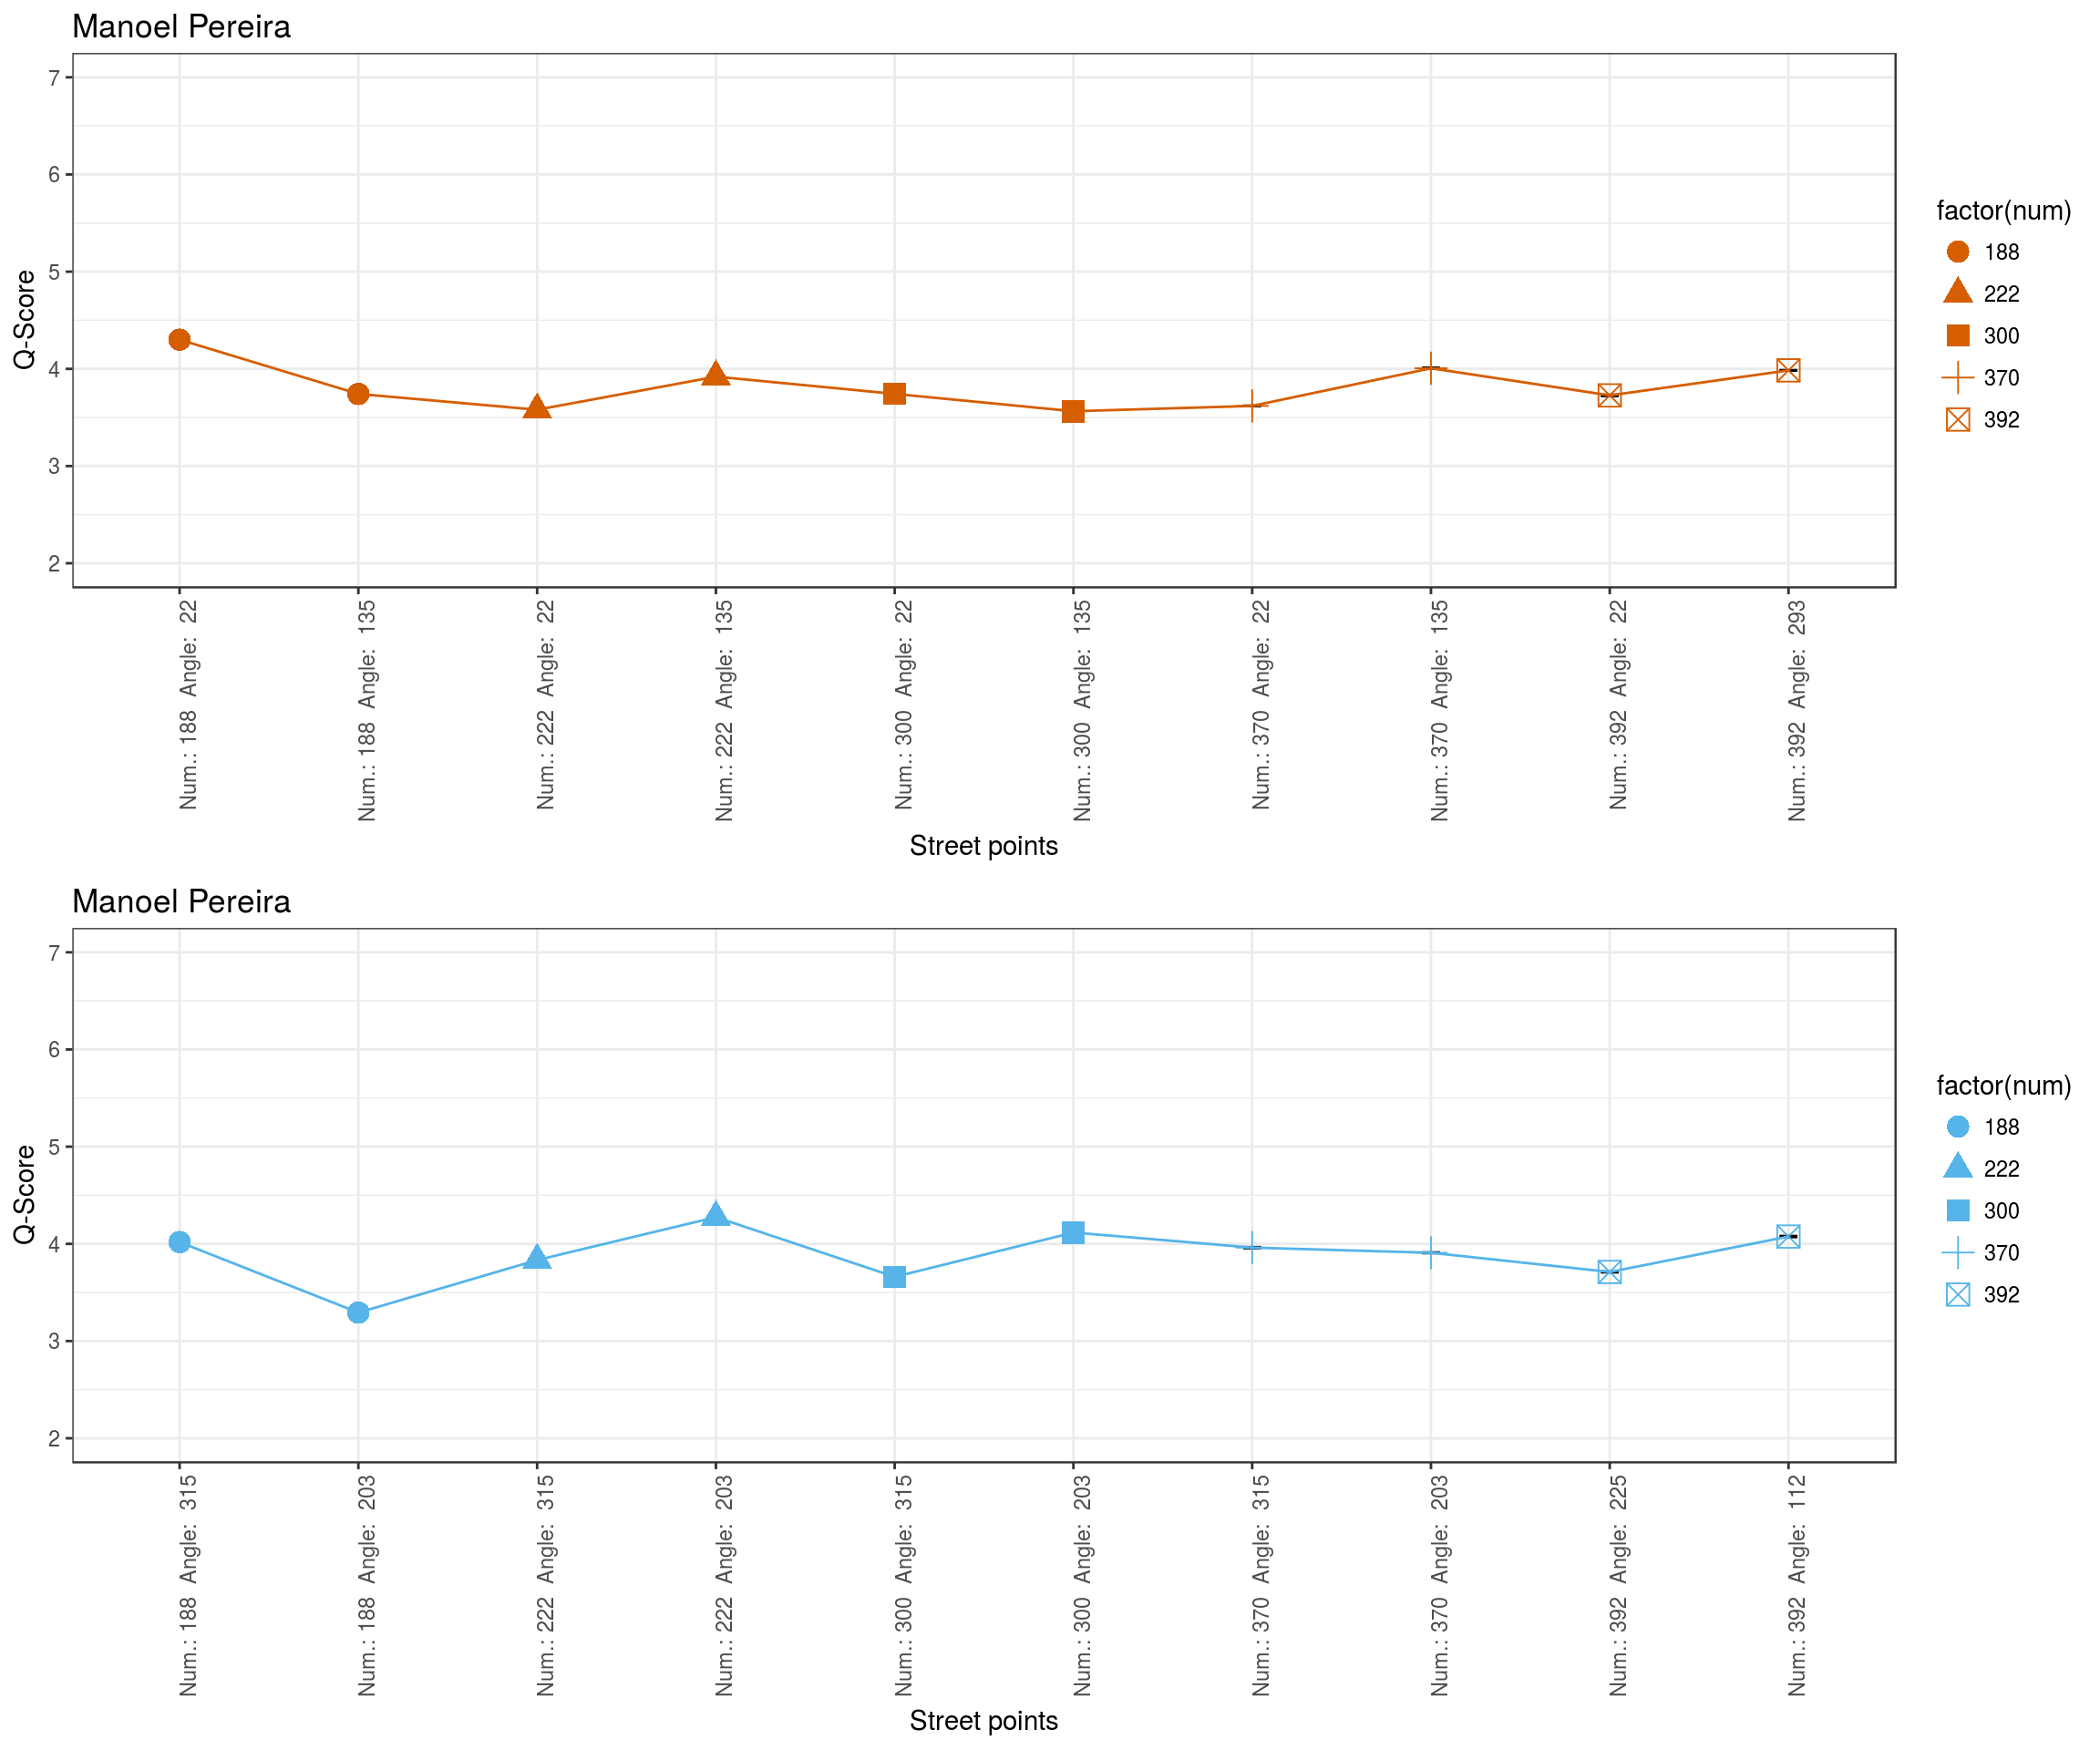 Manoel Pereira
7
6
5
4
3
2
Q-Score
Num.: 188 Angle: 22
Num.: 188 Angle: 135
Num.: 222 Angle: 22
Num.: 222 Angle: 135
Num.: 300 Angle: 22
Num.: 300 Angle: 135
Num.: 370 Angle: 22
Num.: 370 Angle: 135
Num.: 392 Angle: 22
Num.: 392 Angle: 293
Street points
factor(num)
188
222
300
370
392
Manoel Pereira
7
6
5
4
3
2
Q-Score
Num.: 188 Angle: 315
Num.: 188 Angle: 203
Num.: 222 Angle: 315
Num.: 222 Angle: 203
Num.: 300 Angle: 315
Num.: 300 Angle: 203
Num.: 370 Angle: 315
Num.: 370 Angle: 203
Num.: 392 Angle: 225
Num.: 392 Angle: 112
Street points
factor(num)
188
222
300
370
392